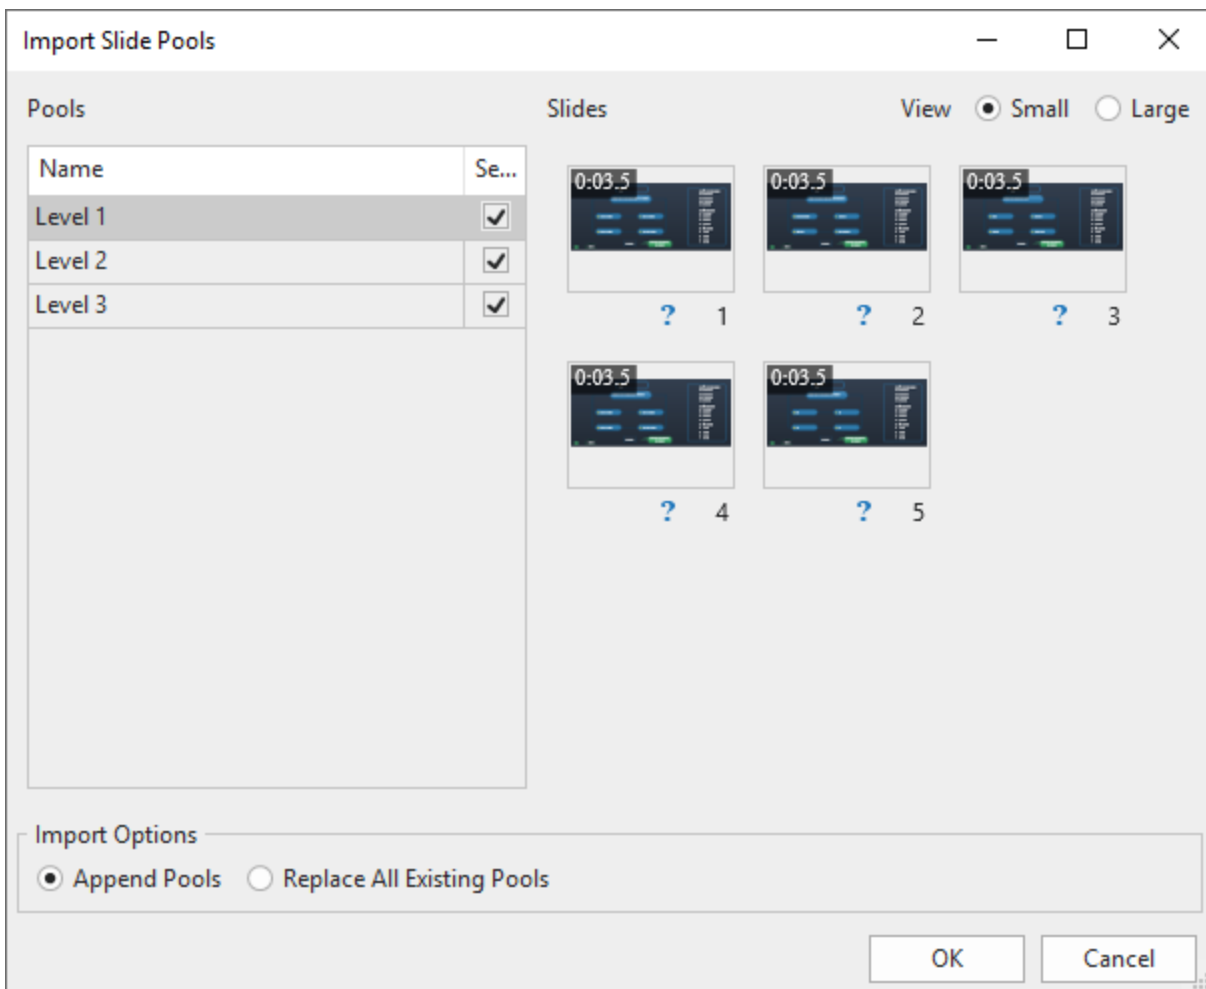 Import Slide Pools
Pools
Slides View Small Large
Name Se...
Level 1
Level 2
Level 3
0:03.5 0:03.5 0:03.5
? 1 ? 2 ? 3
0:03.5 0:03.5
? 4 ? 5
Import Options
Append Pools Replace All Existing Pools
OK Cancel